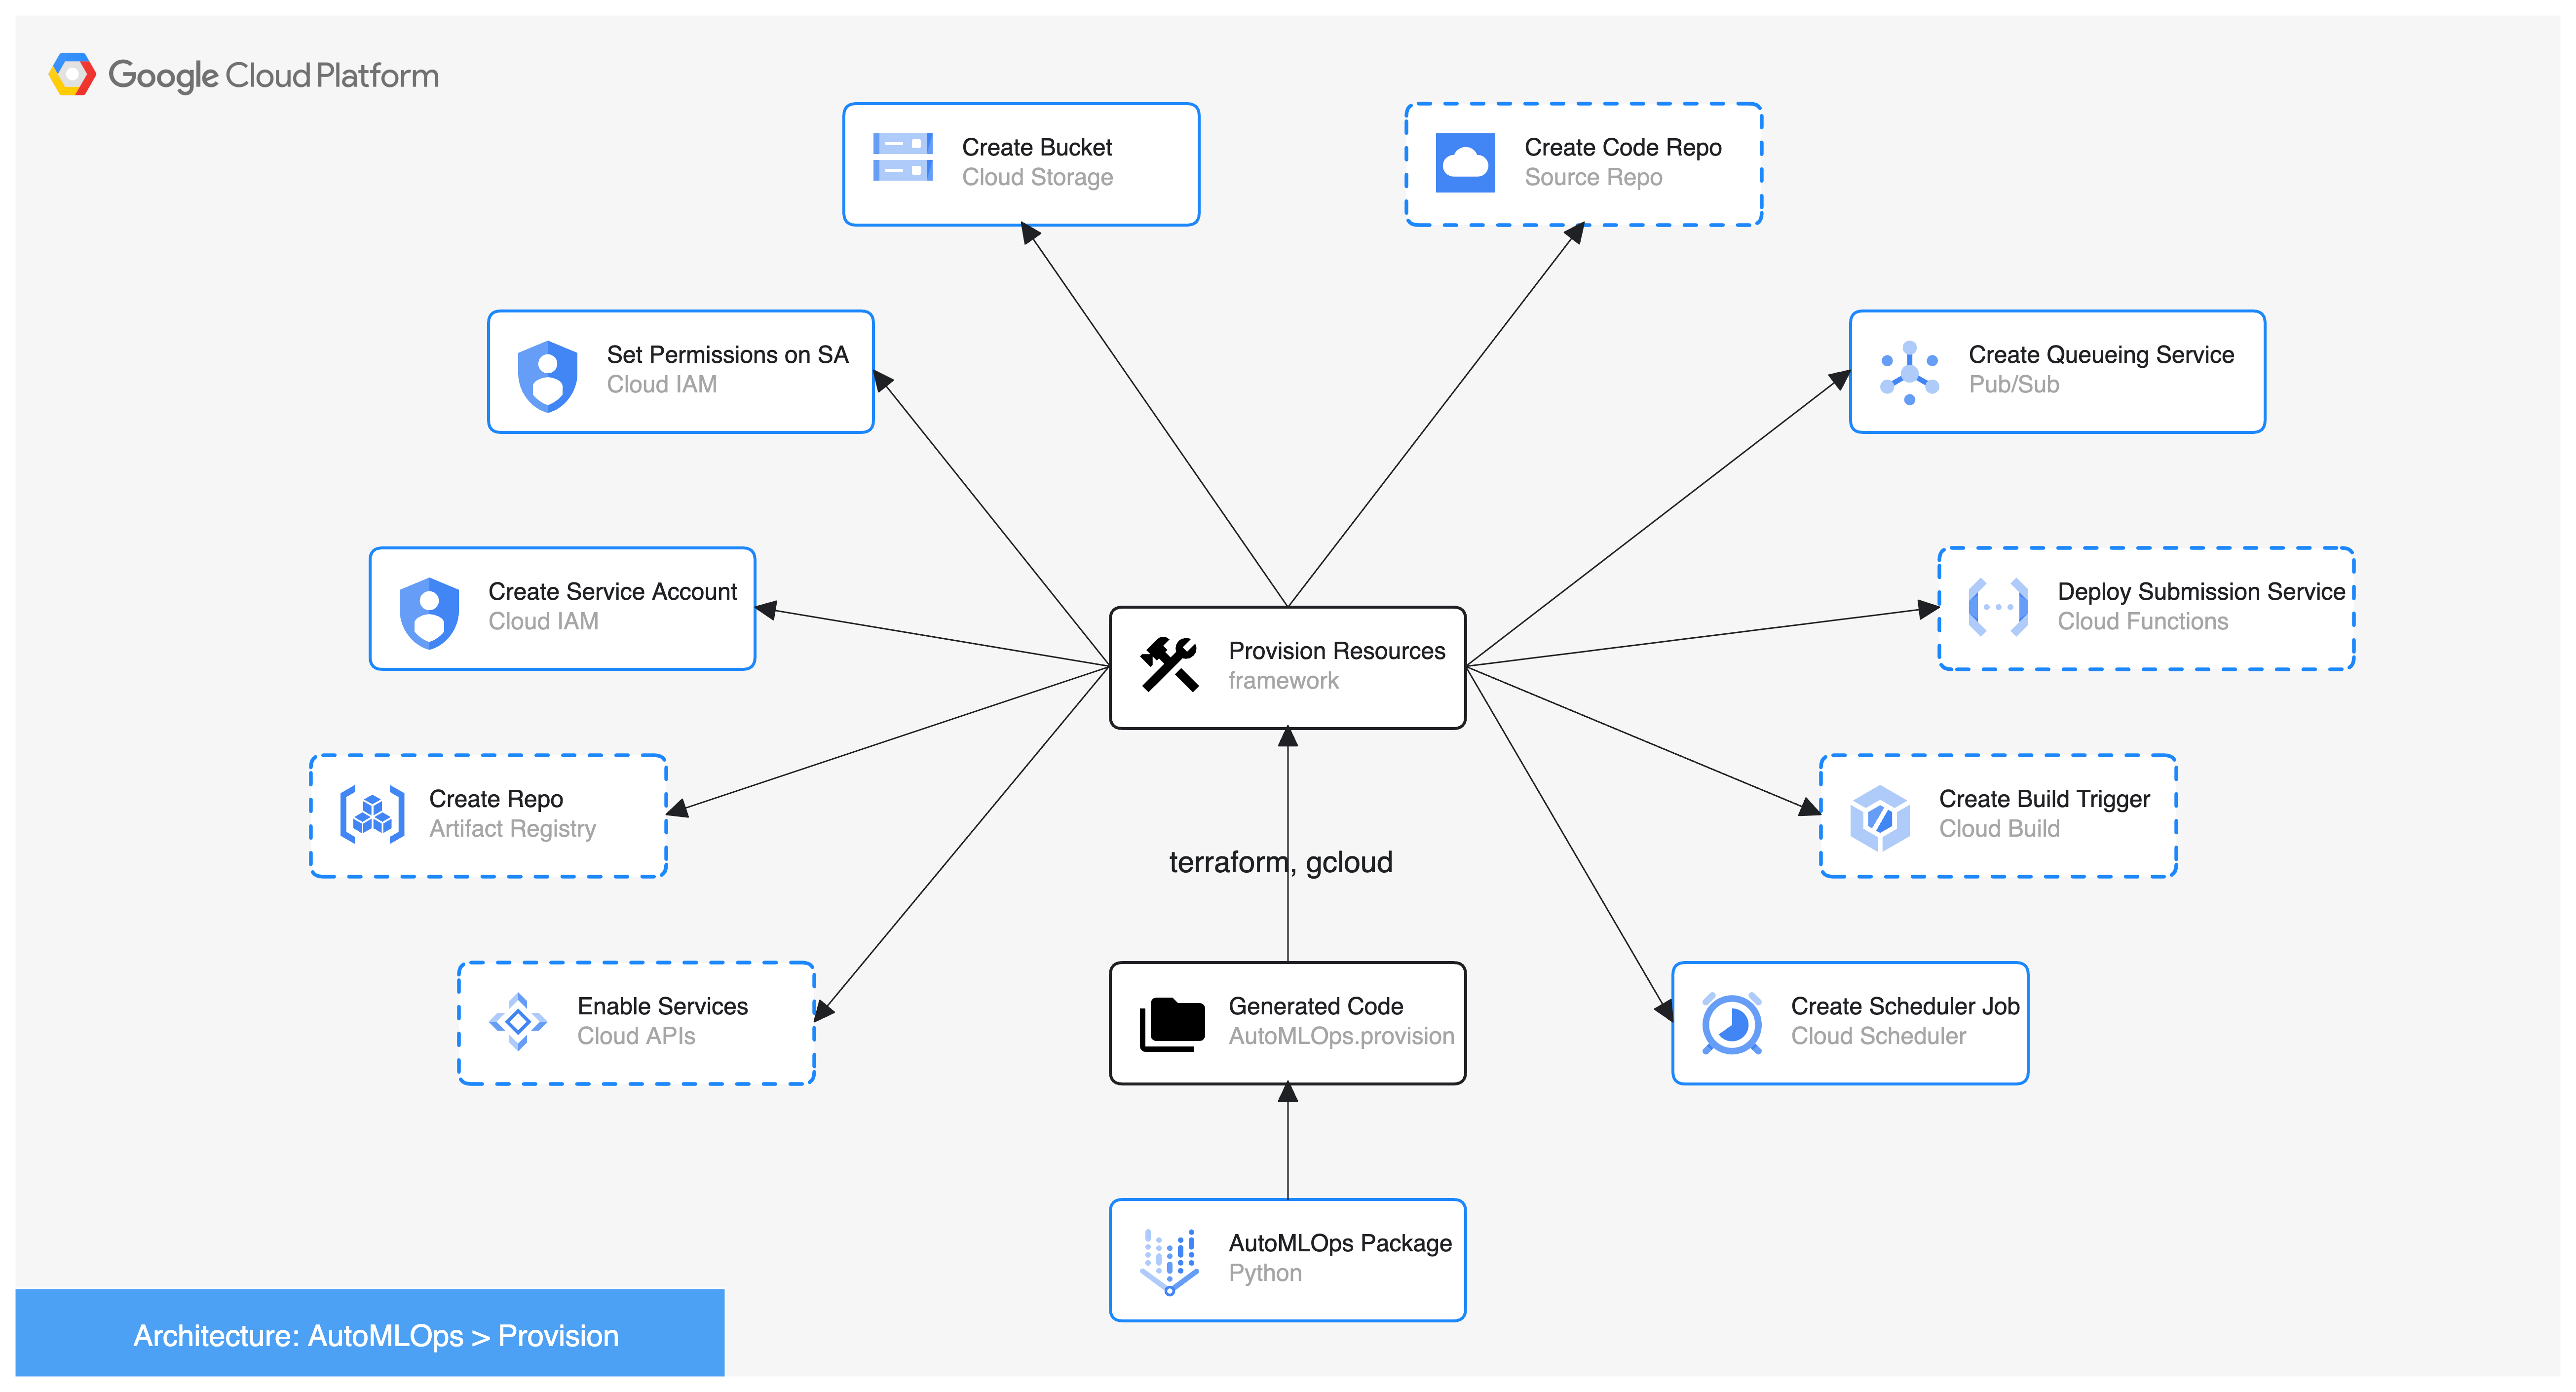 Google Cloud Platform
Create Bucket
Cloud Storage
Create Code Repo
Source Repo
Set Permissions on SA
Cloud IAM
Create Queueing Service
Pub/Sub
Create Service Account
Cloud IAM
Deploy Submission Service
Cloud Functions
Provision Resources
framework
Create Repo
Artifact Registry
Create Build Trigger
Cloud Build
terraform, gcloud
Enable Services
Cloud APIs
Generated Code
AutoMLOps.provision
Create Scheduler Job
Cloud Scheduler
AutoMLOps Package
Python
Architecture: AutoMLOps > Provision